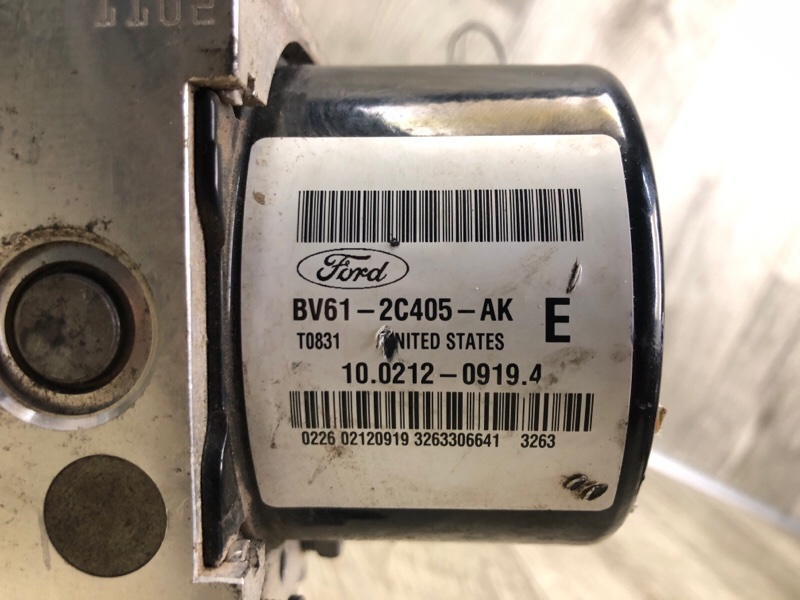 Ford
BV61-2C405-AK E
T0831 UNITED STATES
10.0212-0919.4
0226 02120919 3263306641 3263